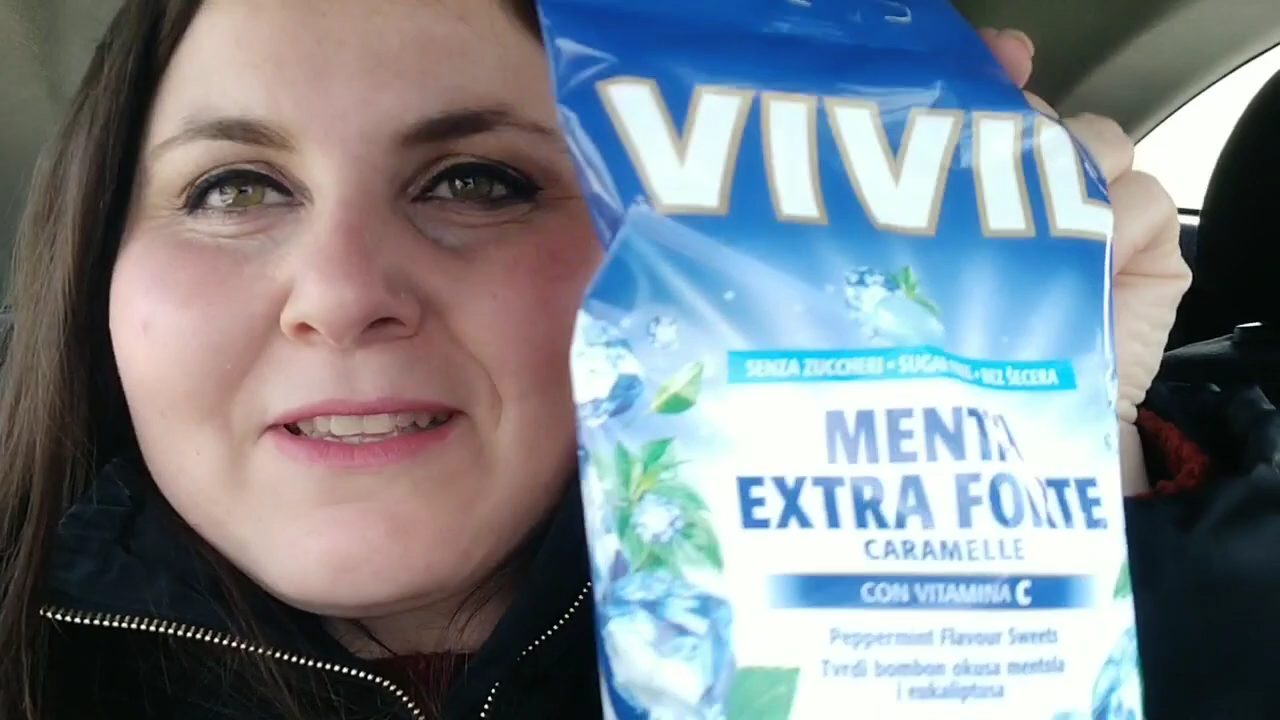 VIVIL
SENZA ZUCCHERI • SUGAR FREE • BEZ ŠEĆERA
MENTA
EXTRA FORTE
CARAMELLE
CON VITAMINA C
Peppermint Flavour Sweets
Tvrdi bombon okusa mentola
i eukaliptusa